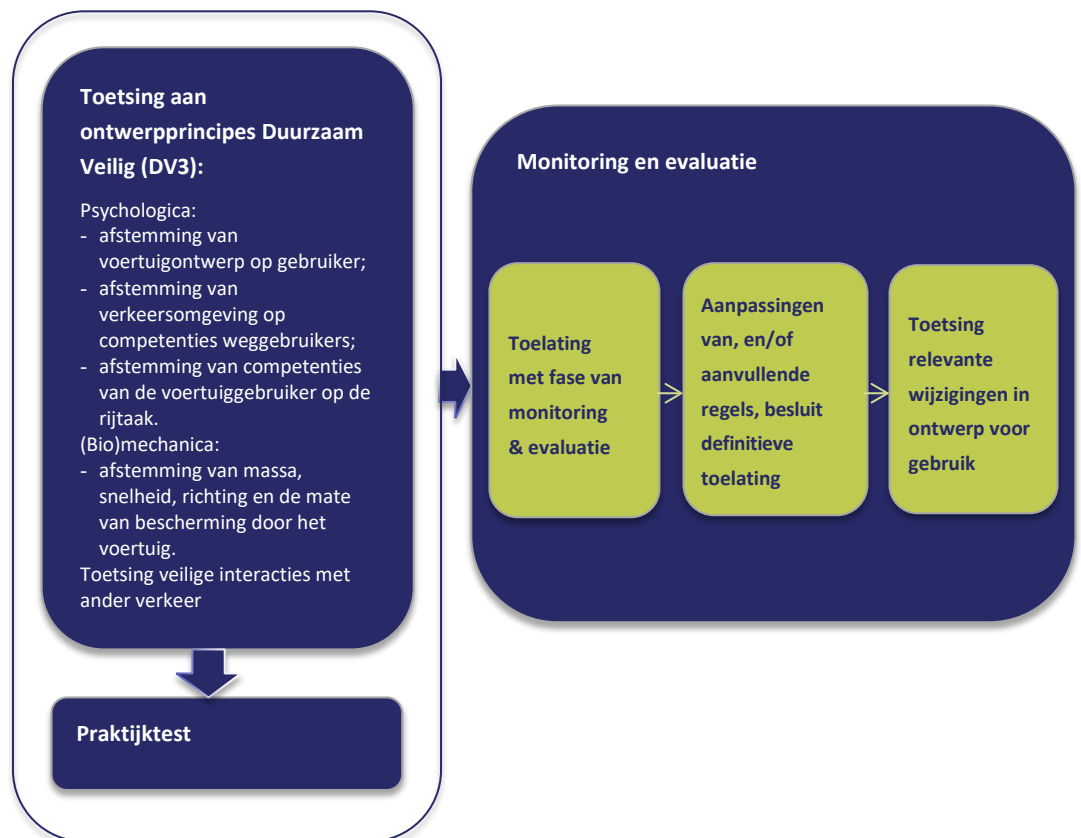 Toetsing aan
ontwerpprincipes Duurzaam
Veilig (DV3):
Psychologica:
- afstemming van
voertuigontwerp op gebruiker;
- afstemming van
verkeersomgeving op
competenties weggebruikers;
- afstemming van competenties
van de voertuiggebruiker op de
rijtaak.
(Bio)mechanica:
- afstemming van massa,
snelheid, richting en de mate
van bescherming door het
voertuig.
Toetsing veilige interacties met
ander verkeer
Praktijktest
Monitoring en evaluatie
Toelating
met fase van
monitoring
& evaluatie
Aanpassingen
van, en/of
aanvullende
regels, besluit
definitieve
toelating
Toetsing
relevante
wijzigingen in
ontwerp voor
gebruik